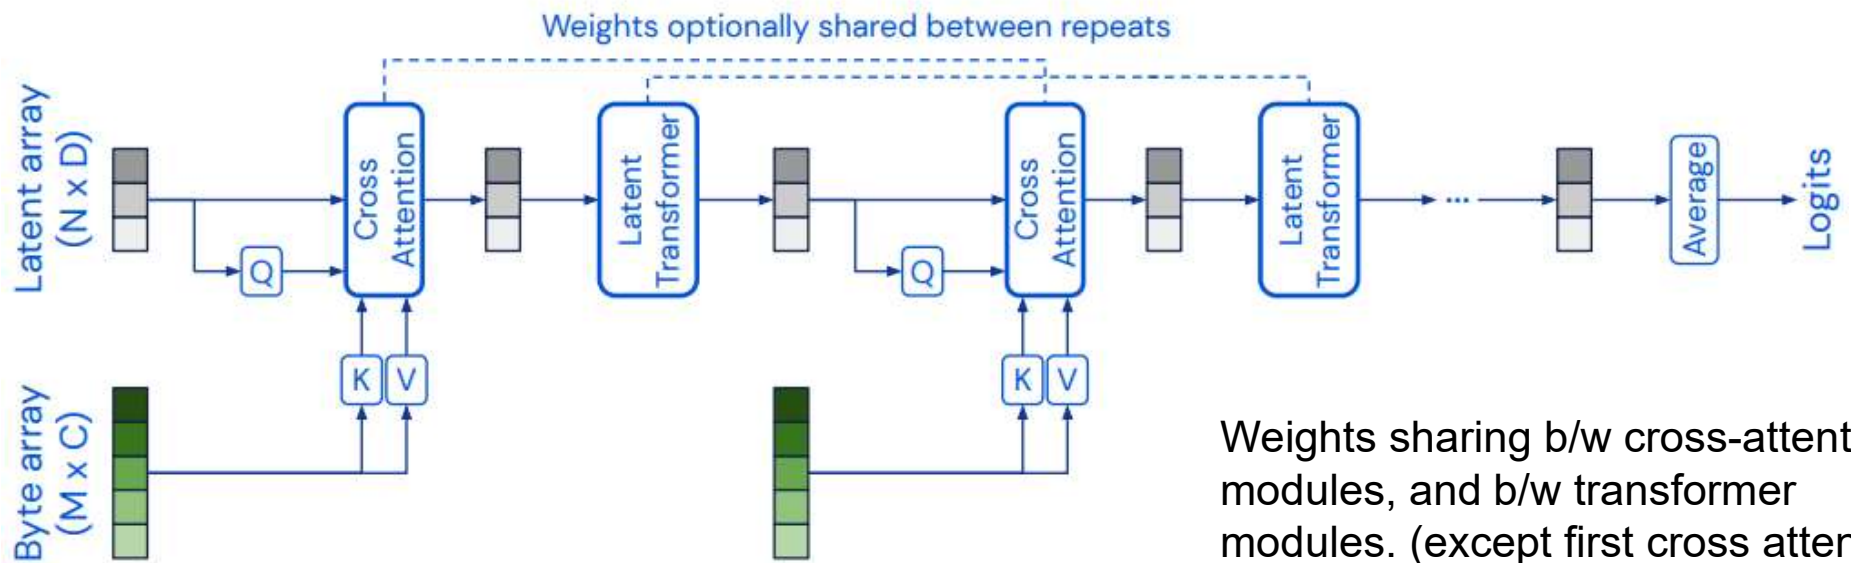 Weights optionally shared between repeats
Latent array
(N x D)
Cross
Attention
Latent
Transformer
Cross
Attention
Latent
Transformer
...
Average
Logits
Q
Q
K V
K V
Byte array
(M x C)
Weights sharing b/w cross-attent
modules, and b/w transformer
modules. (except first cross atten